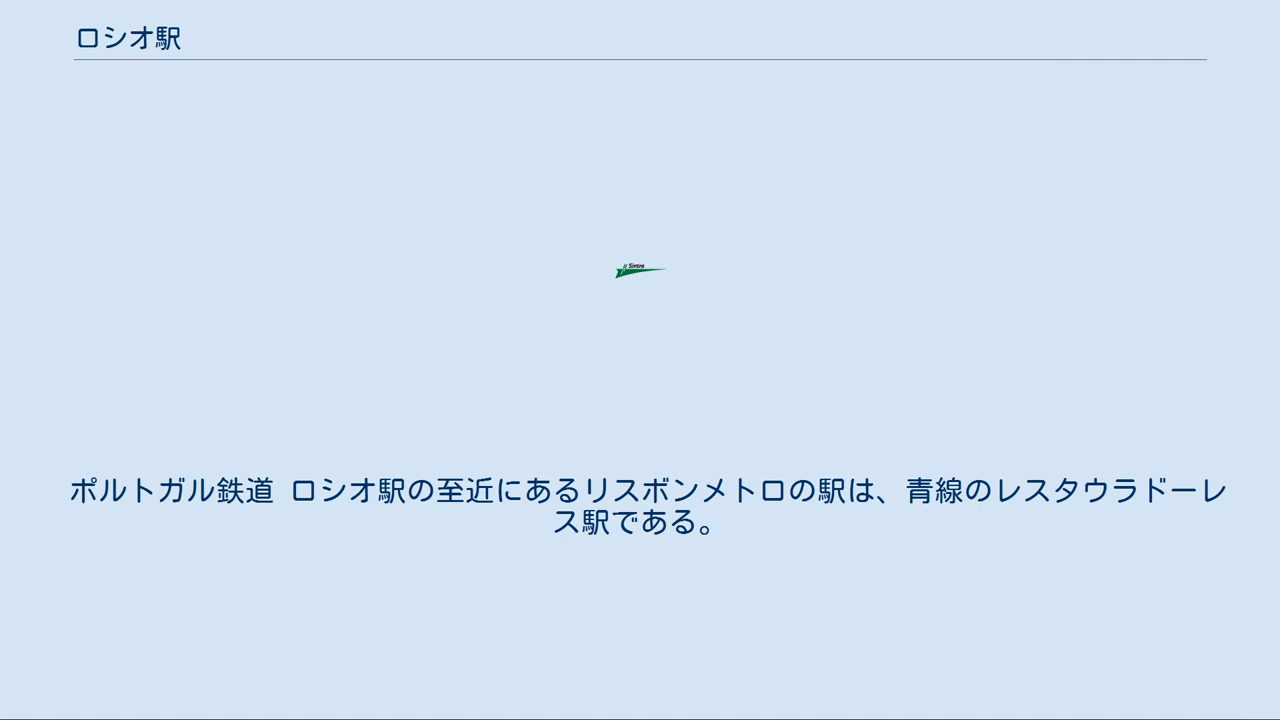 ロシオ駅
Sintra
ポルトガル鉄道 ロシオ駅の至近にあるリスボンメトロの駅は、青線のレスタウラドーレ
ス駅である。